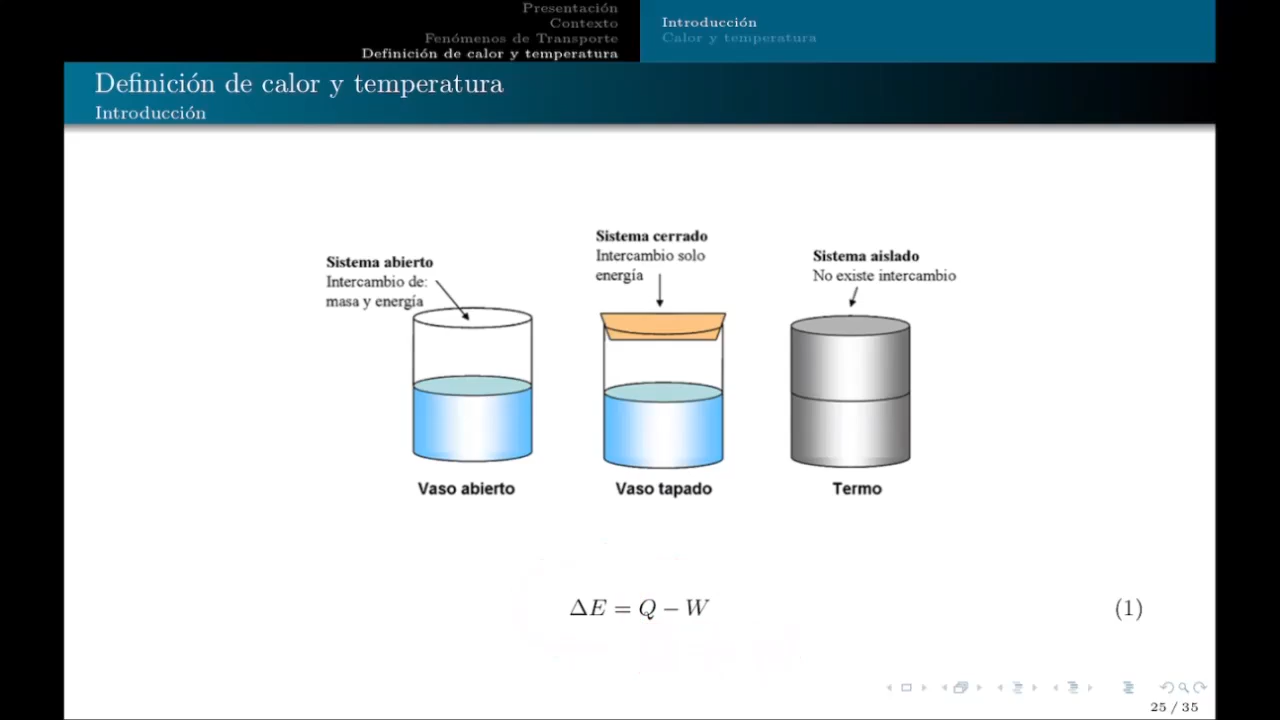 Presentación
Contexto
Fenómenos de Transporte
Definición de calor y temperatura
Introducción
Calor y temperatura
Definición de calor y temperatura
Introducción
Sistema abierto
Intercambio de:
masa y energía
Sistema cerrado
Intercambio solo
energía
Sistema aislado
No existe intercambio
Vaso abierto
Vaso tapado
Termo
ΔE = Q − W (1)
25 / 35